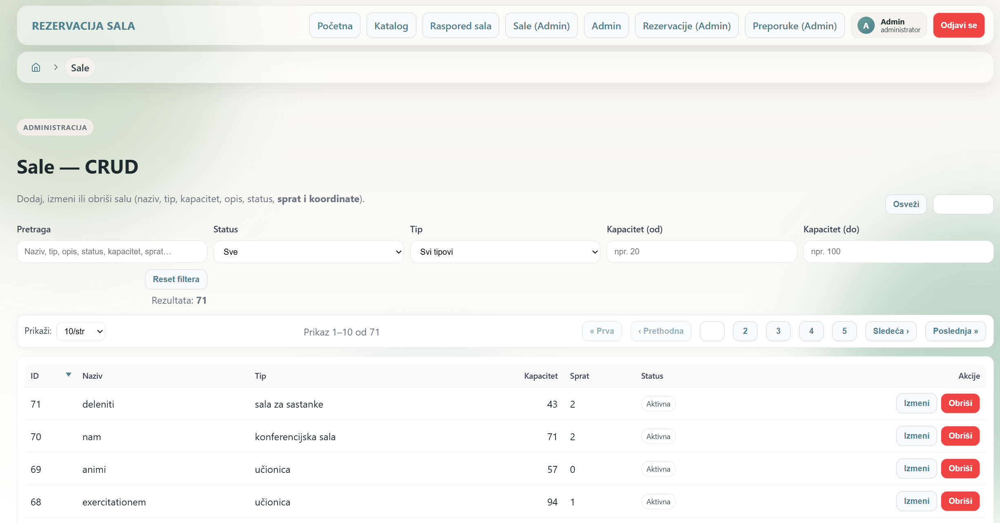 REZERVACIJA SALA
Početna
Katalog
Raspored sala
Sale (Admin)
Admin
Rezervacije (Admin)
Preporuke (Admin)
A
Admin
administrator
Odjavi se
Sale
ADMINISTRACIJA
Sale — CRUD
Dodaj, izmeni ili obriši salu (naziv, tip, kapacitet, opis, status, sprat i koordinate).
Osveži
Pretraga
Status
Tip
Kapacitet (od)
Kapacitet (do)
Naziv, tip, opis, status, kapacitet, sprat...
Sve
Svi tipovi
npr. 20
npr. 100
Reset filtera
Rezultata: 71
Prikaži: 10/str
Prikaz 1–10 od 71
« Prva
‹ Prethodna
2
3
4
5
Sledeća ›
Poslednja »
ID ▼ Naziv Tip Kapacitet Sprat Status Akcije
71 deleniti sala za sastanke 43 2 Aktivna Izmeni Obriši
70 nam konferencijska sala 71 2 Aktivna Izmeni Obriši
69 animi učionica 57 0 Aktivna Izmeni Obriši
68 exercitationem učionica 94 1 Aktivna Izmeni Obriši